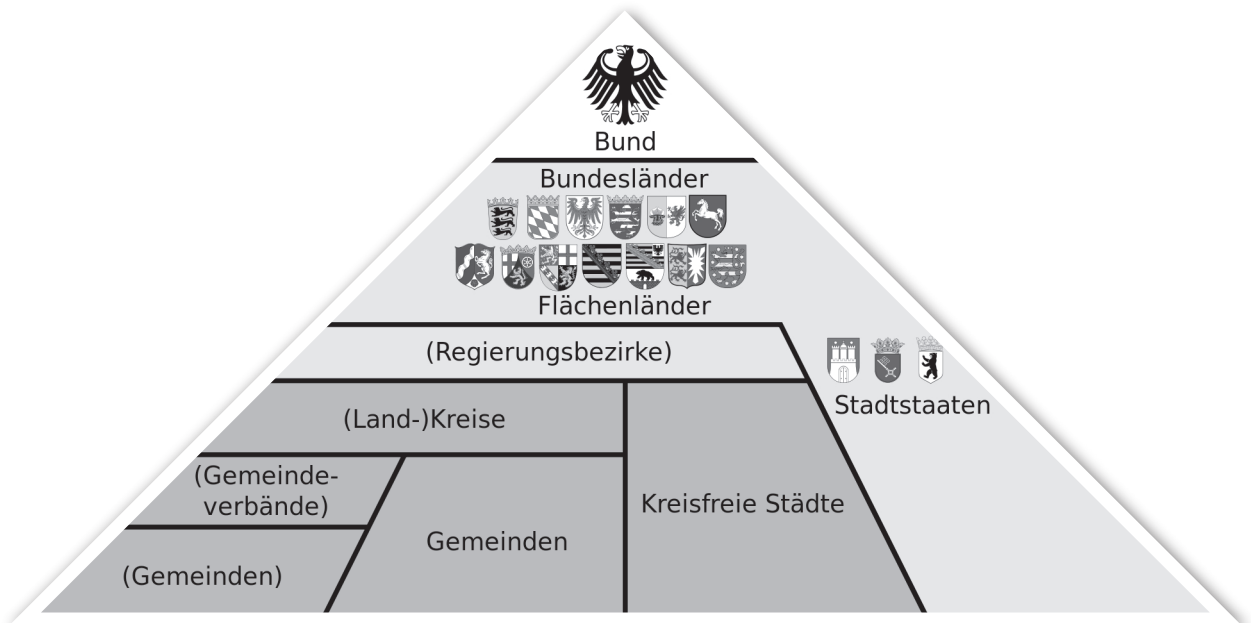 Bund
Bundesländer
Flächenländer
(Regierungsbezirke)
Stadtstaaten
(Land-)Kreise
(Gemeinde-
verbände)
Kreisfreie Städte
Gemeinden
(Gemeinden)